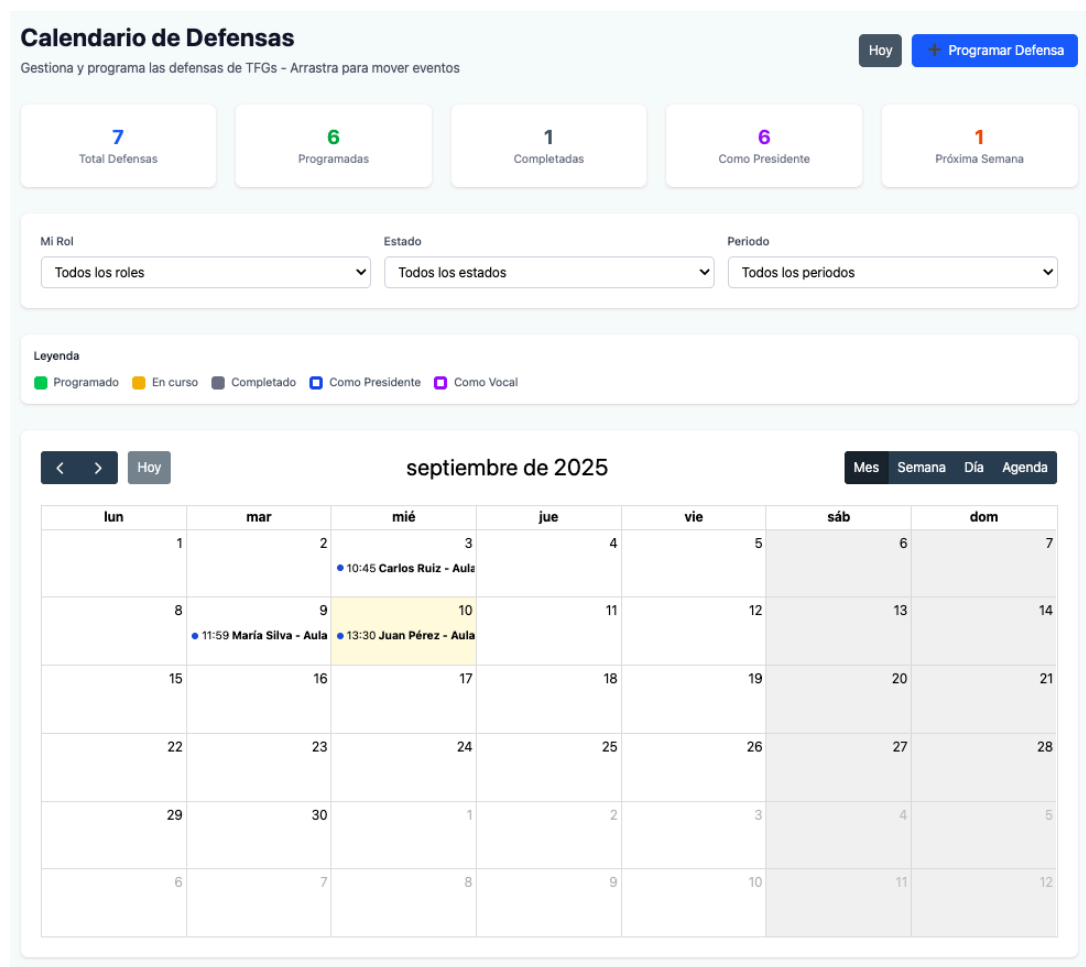 Calendario de Defensas
Gestiona y programa las defensas de TFGs - Arrastra para mover eventos
Hoy
+ Programar Defensa
7
Total Defensas
6
Programadas
1
Completadas
6
Como Presidente
1
Próxima Semana
Mi Rol
Todos los roles
Estado
Todos los estados
Periodo
Todos los periodos
Leyenda
Programado En curso Completado Como Presidente Como Vocal
< > Hoy
septiembre de 2025
Mes Semana Día Agenda
lun mar mié jue vie sáb dom
1 2 3 4 5 6 7
10:45 Carlos Ruiz - Aula
8 9 10 11 12 13 14
11:59 María Silva - Aula
13:30 Juan Pérez - Aula
15 16 17 18 19 20 21
22 23 24 25 26 27 28
29 30 1 2 3 4 5
6 7 8 9 10 11 12